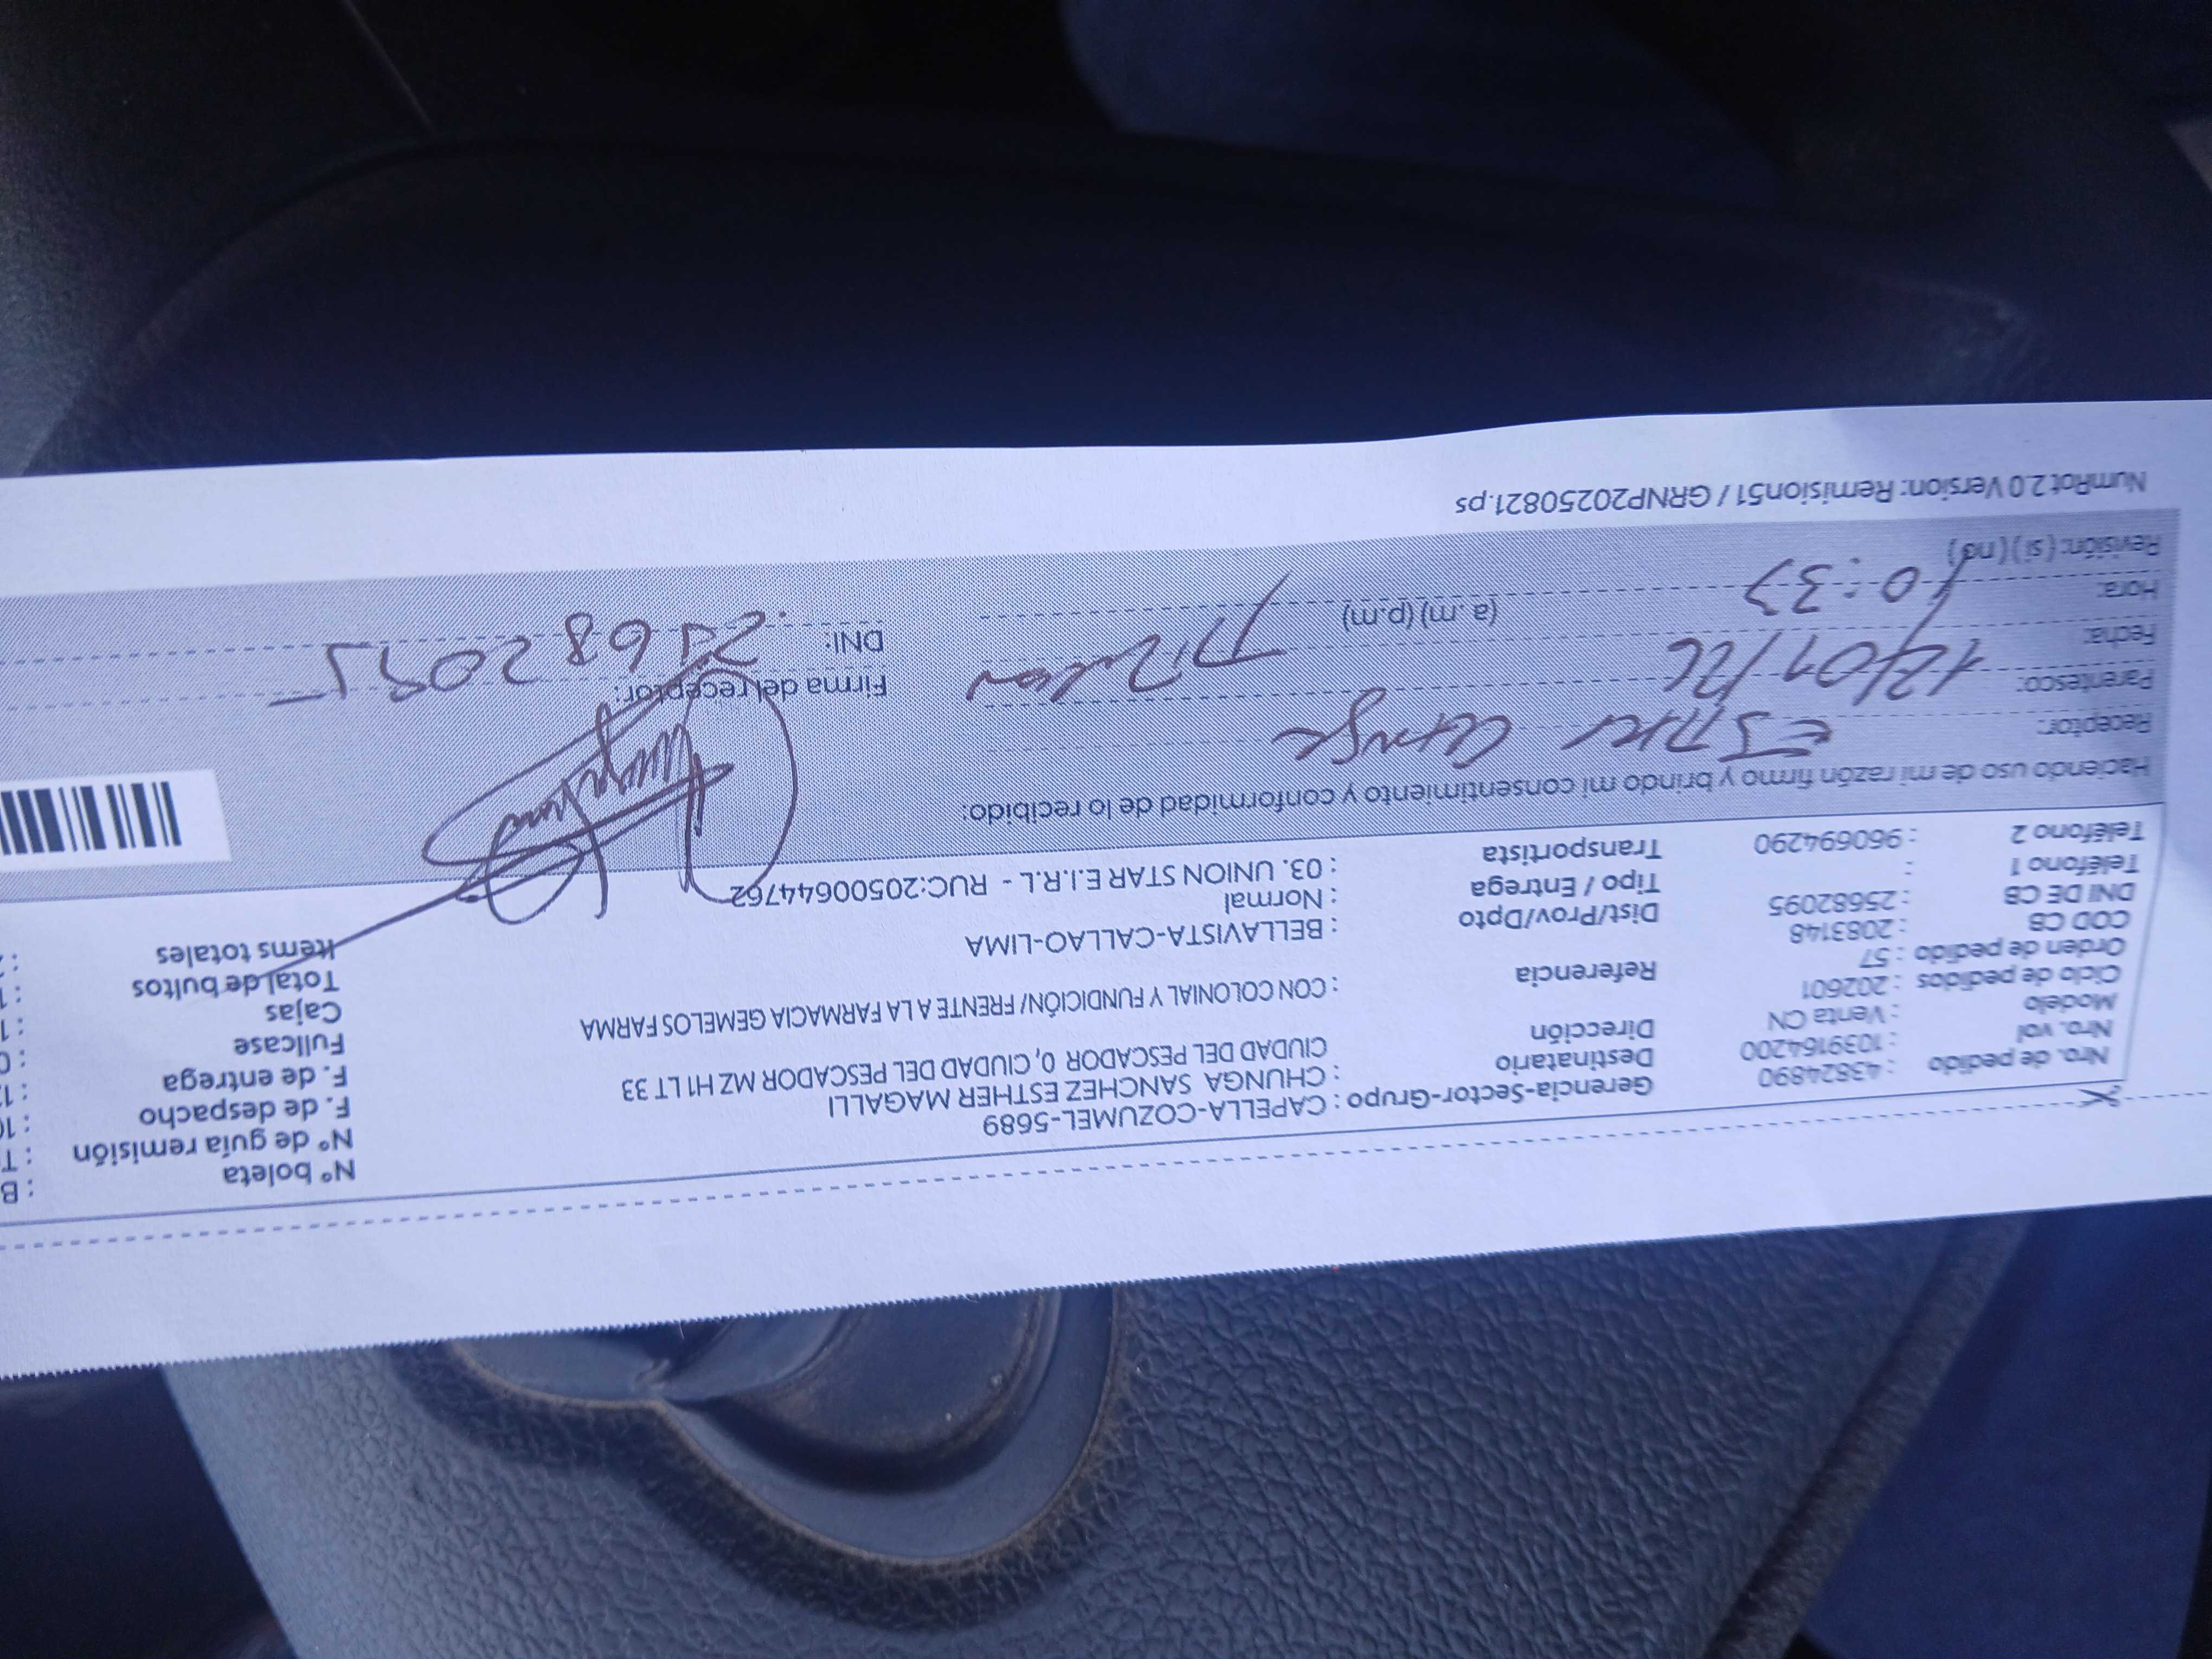 Nro. de pedido : 43824890
Nro. vol : 1039164200
Modelo : Venta CN
Ciclo de pedidos : 202601
Orden de pedido : 57
COD CB : 2083148
DNI DE CB : 25682095
Teléfono 1 :
Teléfono 2 : 960694290
Gerencia-Sector-Grupo : CAPELLA-COZUMEL-5689
Destinatario : CHUNGA SANCHEZ ESTHER MAGALLI
Dirección CIUDAD DEL PESCADOR 0, CIUDAD DEL PESCADOR MZ H1 LT 33
Referencia : CON COLONIAL Y FUNDICIÓN/ FRENTE A LA FARMACIA GEMELOS FARMA
Dist/Prov/Dpto : BELLAVISTA-CALLAO-LIMA
Tipo / Entrega : Normal
Transportista : 03. UNION STAR E.I.R.L - RUC:20500644762
N° boleta : B
N° de guía remisión : T
F. de despacho : 1
F. de entrega : 1
Fullcase
Cajas : 1
Total de bultos : 1
Items totales :
Haciendo uso de mi razón firmo y brindo mi consentimiento y conformidad de lo recibido:
Receptor:
Parentesco:
Fecha: 12/01/26
Hora: 10:33 (a.m) (p.m)
Revisión: ( si ) ( no )
Firma del receptor:
DNI: 25682095
NumRot 2.0 Version: Remision51 / GRNP20250821.ps